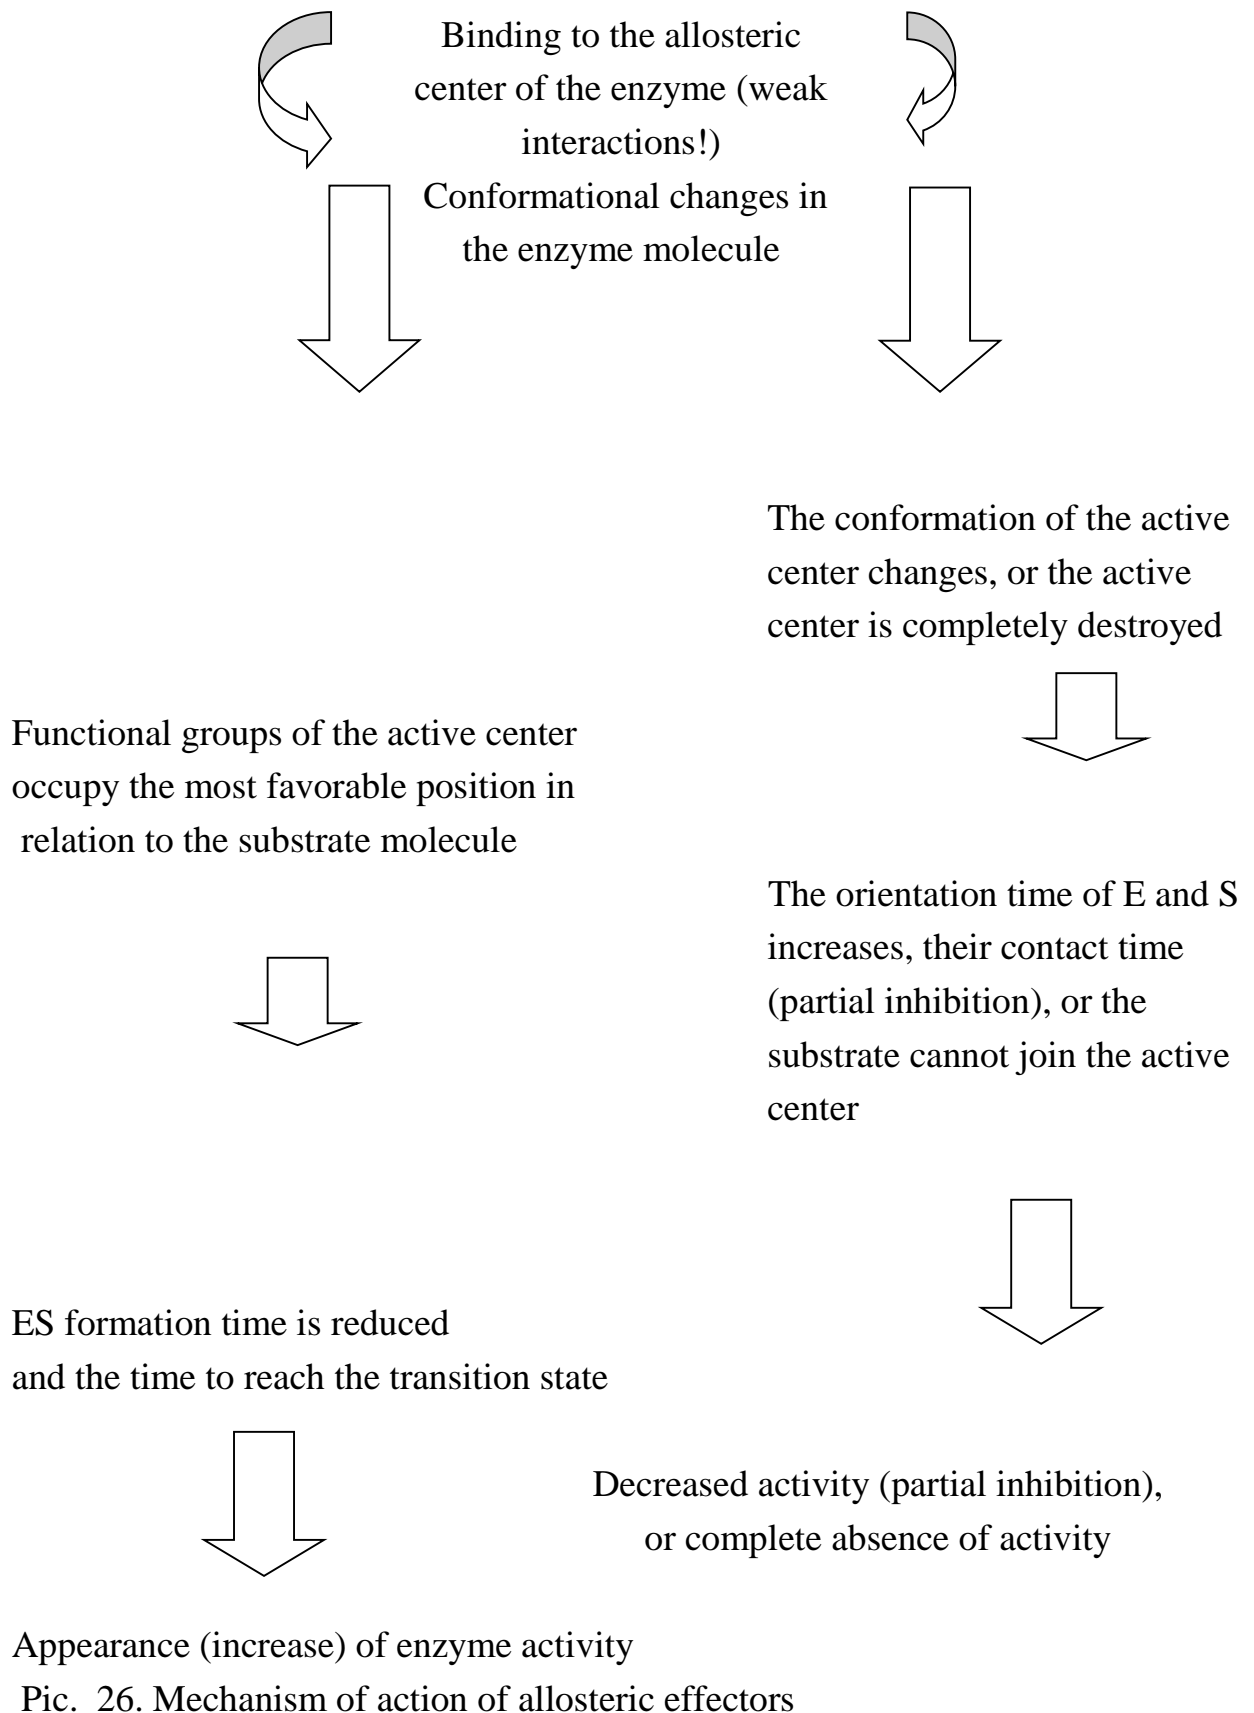 Binding to the allosteric
center of the enzyme (weak
interactions!)
Conformational changes in
the enzyme molecule
The conformation of the active
center changes, or the active
center is completely destroyed
Functional groups of the active center
occupy the most favorable position in
relation to the substrate molecule
The orientation time of E and S
increases, their contact time
(partial inhibition), or the
substrate cannot join the active
center
ES formation time is reduced
and the time to reach the transition state
Decreased activity (partial inhibition),
or complete absence of activity
Appearance (increase) of enzyme activity
Pic. 26. Mechanism of action of allosteric effectors